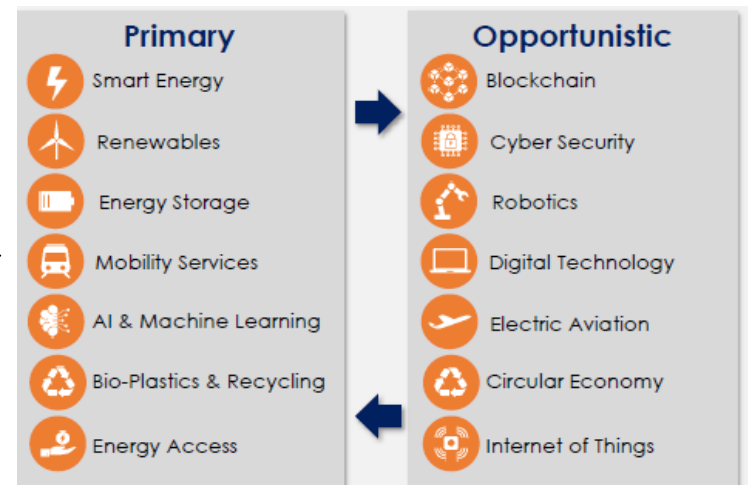 Primary
Smart Energy
Renewables
Energy Storage
Mobility Services
AI & Machine Learning
Bio-Plastics & Recycling
Energy Access
Opportunistic
Blockchain
Cyber Security
Robotics
Digital Technology
Electric Aviation
Circular Economy
Internet of Things